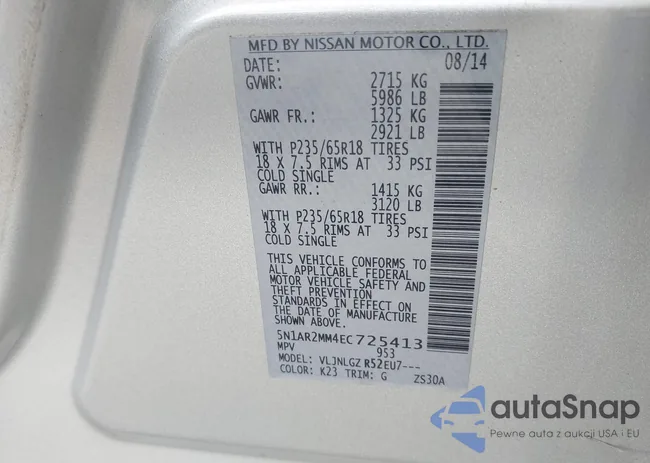 MFD BY NISSAN MOTOR CO., LTD.
DATE: 08/14
GVWR: 2715 KG
5986 LB
GAWR FR.: 1325 KG
2921 LB
WITH P235/65R18 TIRES
18 X 7.5 RIMS AT 33 PSI
COLD SINGLE
GAWR RR.: 1415 KG
3120 LB
WITH P235/65R18 TIRES
18 X 7.5 RIMS AT 33 PSI
COLD SINGLE
THIS VEHICLE CONFORMS TO
ALL APPLICABLE FEDERAL
MOTOR VEHICLE SAFETY AND
THEFT PREVENTION
STANDARDS IN EFFECT ON
THE DATE OF MANUFACTURE
SHOWN ABOVE.
5N1AR2MM4EC725413
MPV 953
MODEL: VLJNLGZ R52EU7---
COLOR: K23 TRIM: G ZS30A
autaSnap
Pewne auta z aukcji USA i EU